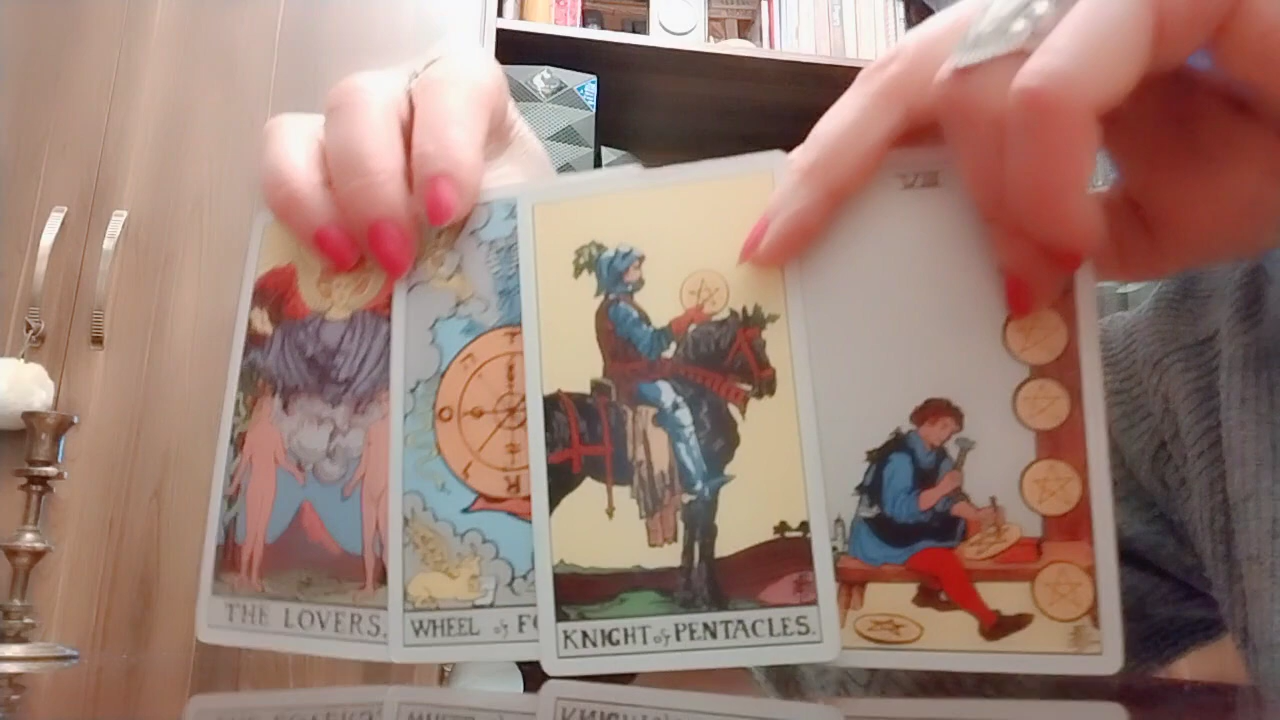 THE LOVERS.
WHEEL of FO
KNIGHT of PENTACLES.